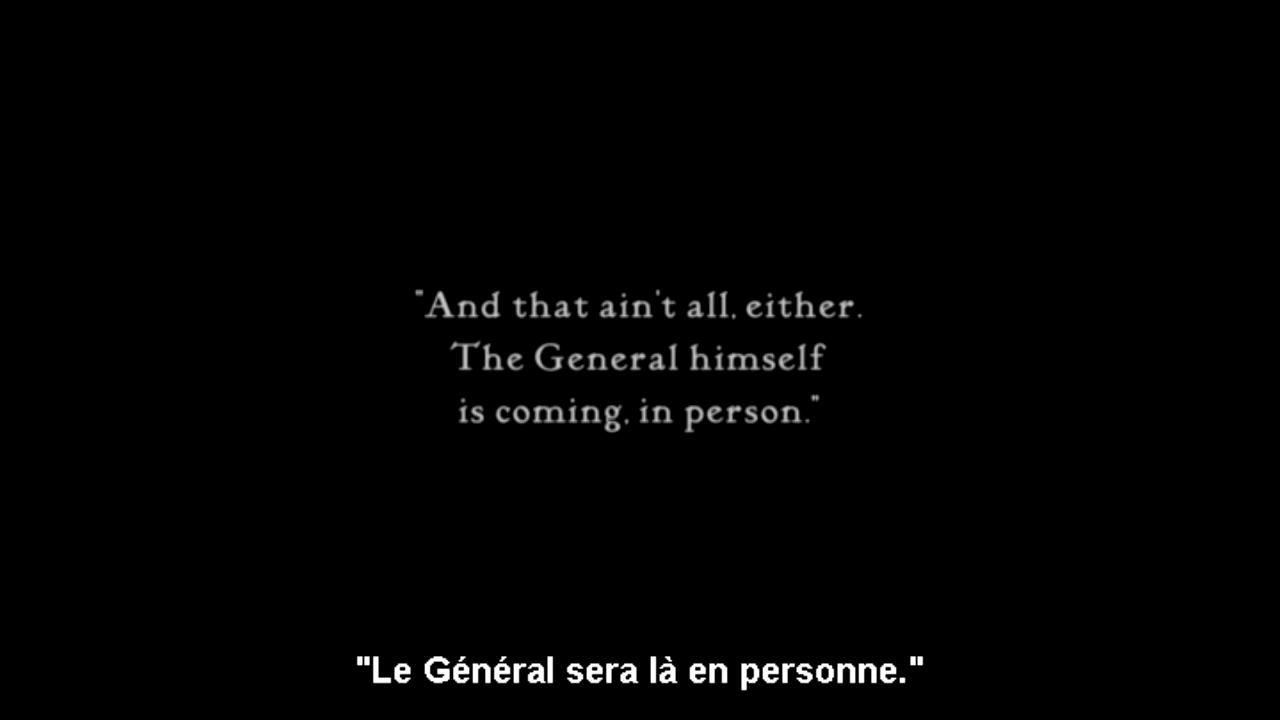 "And that ain't all, either.
The General himself
is coming, in person."
"Le Général sera là en personne."